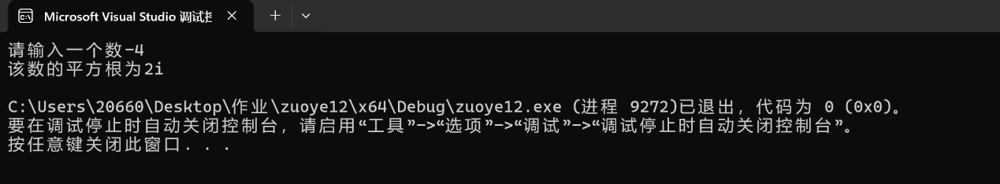 Microsoft Visual Studio 调试
请输入一个数-4
该数的平方根为2i
C:\Users\20660\Desktop\作业\zuoye12\x64\Debug\zuoye12.exe (进程 9272)已退出，代码为 0 (0x0)。
要在调试停止时自动关闭控制台，请启用“工具”->“选项”->“调试”->“调试停止时自动关闭控制台”。
按任意键关闭此窗口. . .